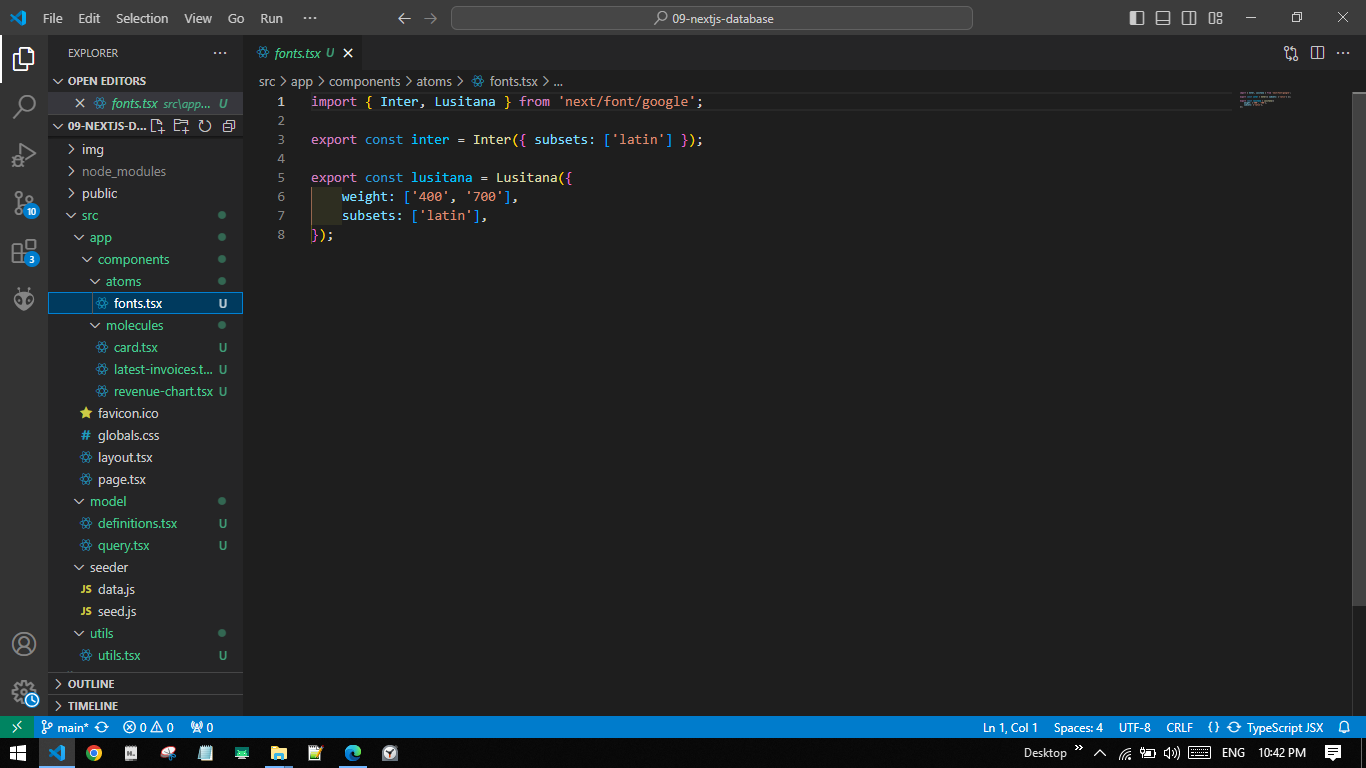 File Edit Selection View Go Run ··· 09-nextjs-database
EXPLORER ···
OPEN EDITORS
fonts.tsx src\app... U
09-NEXTJS-D...
img
node_modules
public
src
app
components
atoms
fonts.tsx U
molecules
card.tsx U
latest-invoices.t... U
revenue-chart.tsx U
favicon.ico
# globals.css
layout.tsx
page.tsx
model
definitions.tsx U
query.tsx U
seeder
JS data.js
JS seed.js
utils
utils.tsx U
OUTLINE
TIMELINE
10
3
fonts.tsx U
src > app > components > atoms > fonts.tsx > ...
1 import { Inter, Lusitana } from 'next/font/google';
2
3 export const inter = Inter({ subsets: ['latin'] });
4
5 export const lusitana = Lusitana({
6 weight: ['400', '700'],
7 subsets: ['latin'],
8 });
main* 0 0 0 Ln 1, Col 1 Spaces: 4 UTF-8 CRLF {} TypeScript JSX
Desktop ENG 10:42 PM